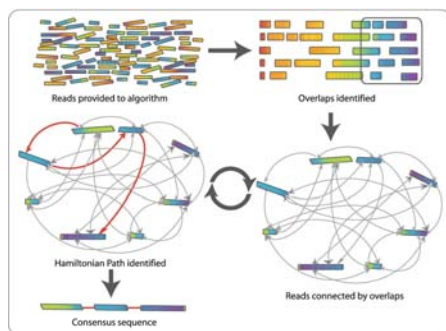 Reads provided to algorithm
Overlaps identified
Hamiltonian Path identified
Reads connected by overlaps
Consensus sequence